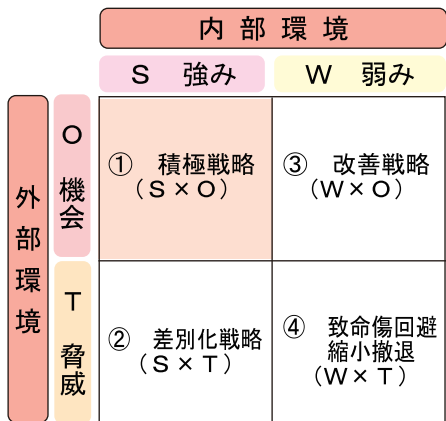 内部環境
S 強み
W 弱み
外部環境
O 機会
① 積極戦略
(S×O)
③ 改善戦略
(W×O)
T 脅威
② 差別化戦略
(S×T)
④ 致命傷回避
縮小撤退
(W×T)